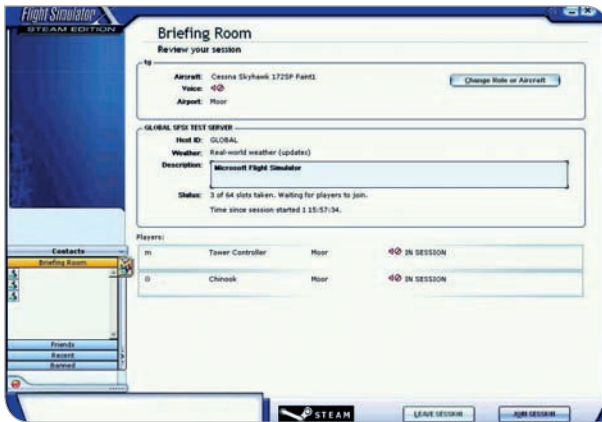 Flight Simulator X
STEAM EDITION
Briefing Room
Review your session
tg
Aircraft: Cessna Skyhawk 172SP Paint1
Change Role or Aircraft
Voice:
Airport: Moor
GLOBAL SFSX TEST SERVER
Host ID: GLOBAL
Weather: Real-world weather (updates)
Description: Microsoft Flight Simulator
Status: 3 of 64 slots taken. Waiting for players to join.
Time since session started 1 15:57:34.
Players:
m Tower Controller Moor IN SESSION
Chinook Moor IN SESSION
Contacts
Briefing Room
Friends
Recent
Banned
STEAM
LEAVE SESSION
JOIN SESSION